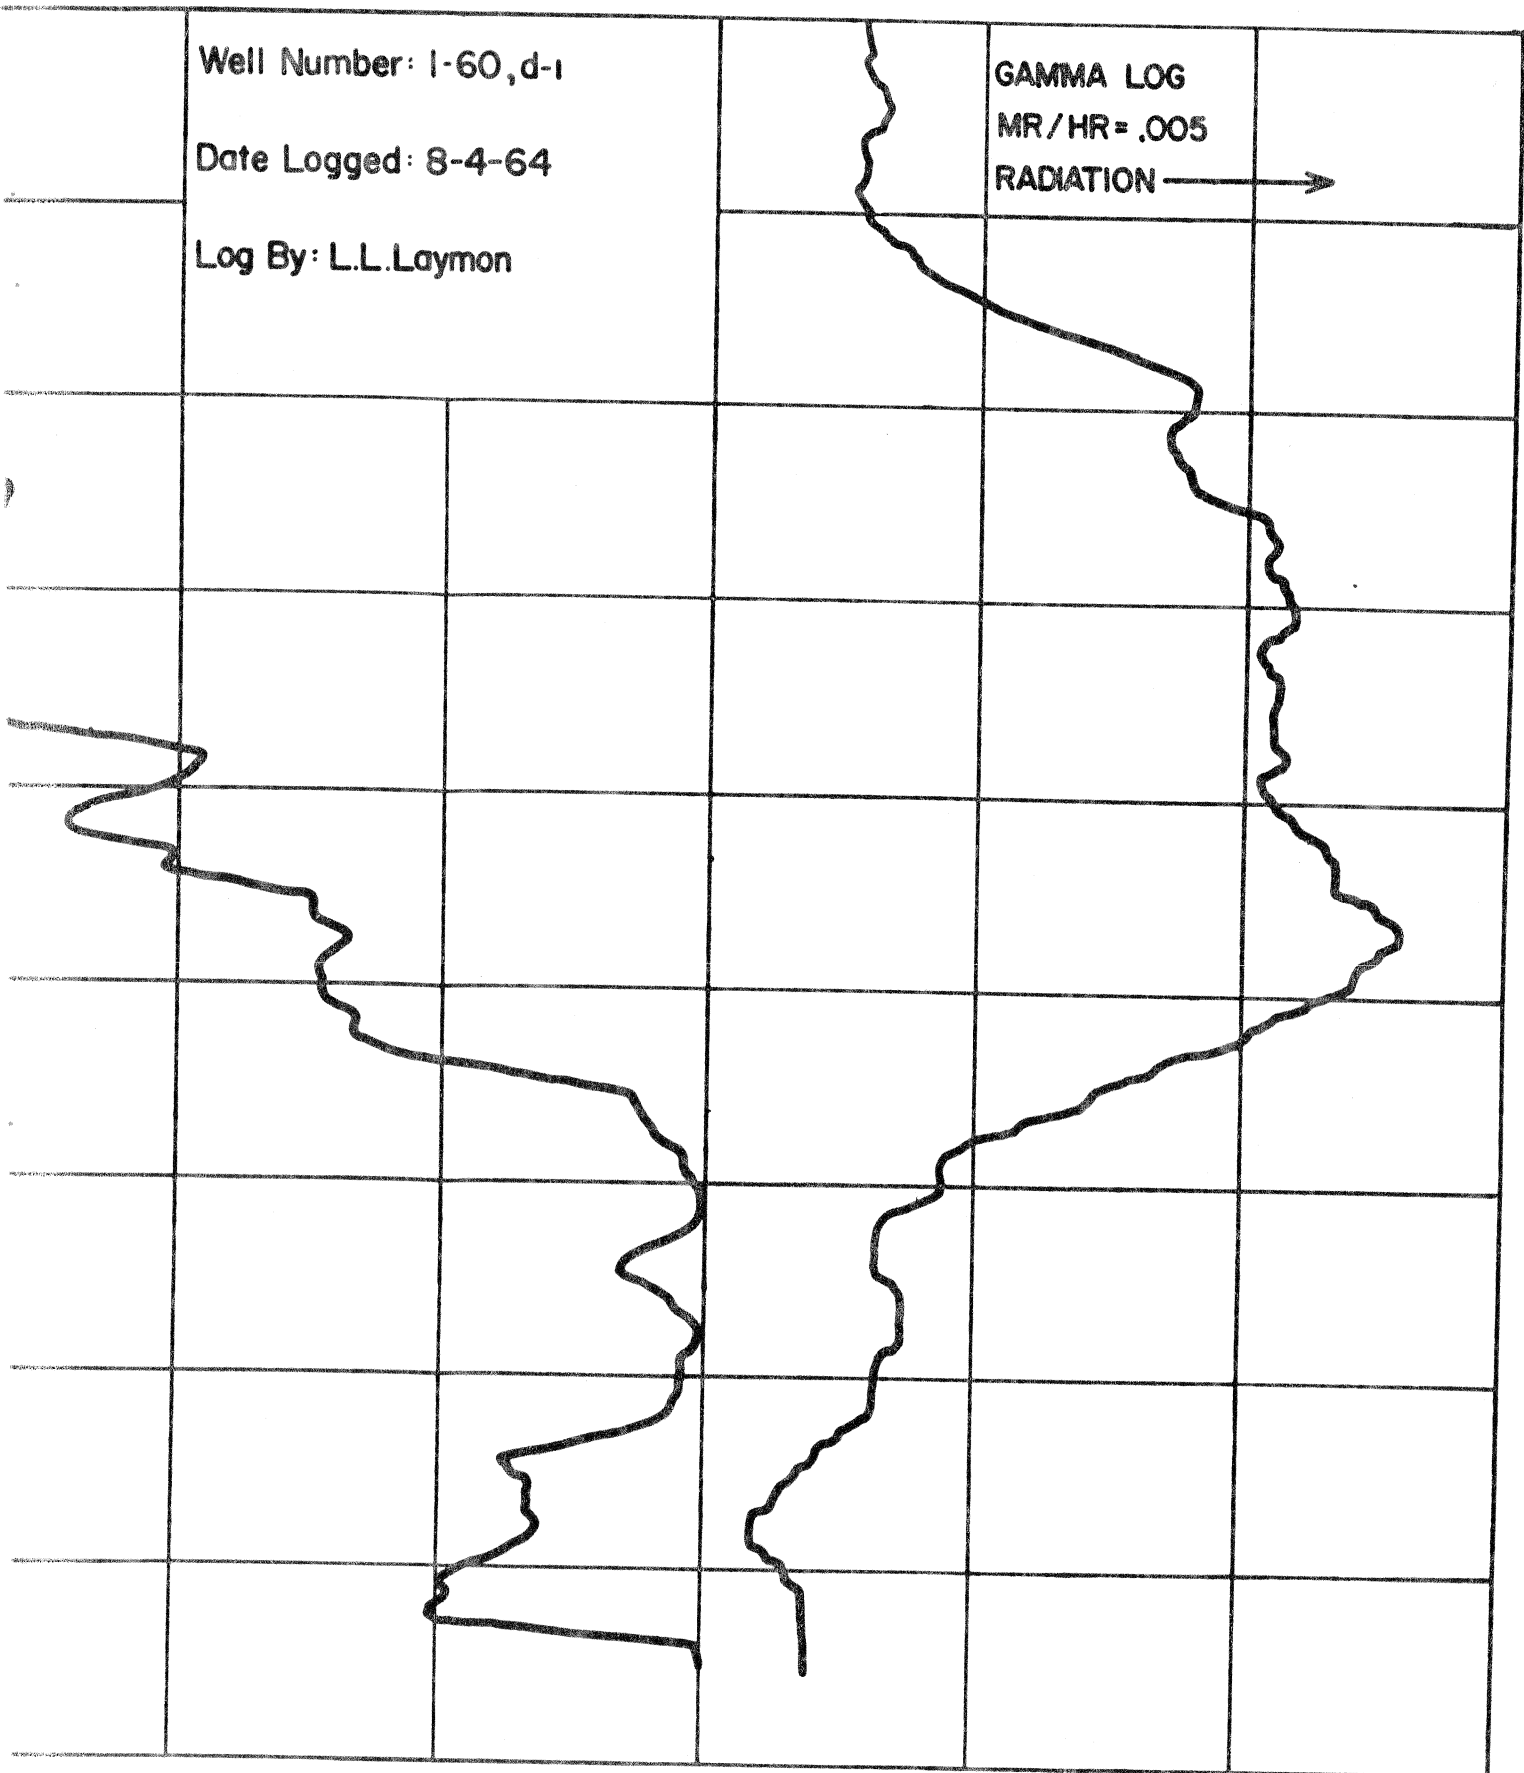 Well Number: 1-60,d-1
Date Logged: 8-4-64
Log By: L.L.Laymon
GAMMA LOG
MR/HR= .005
RADIATION